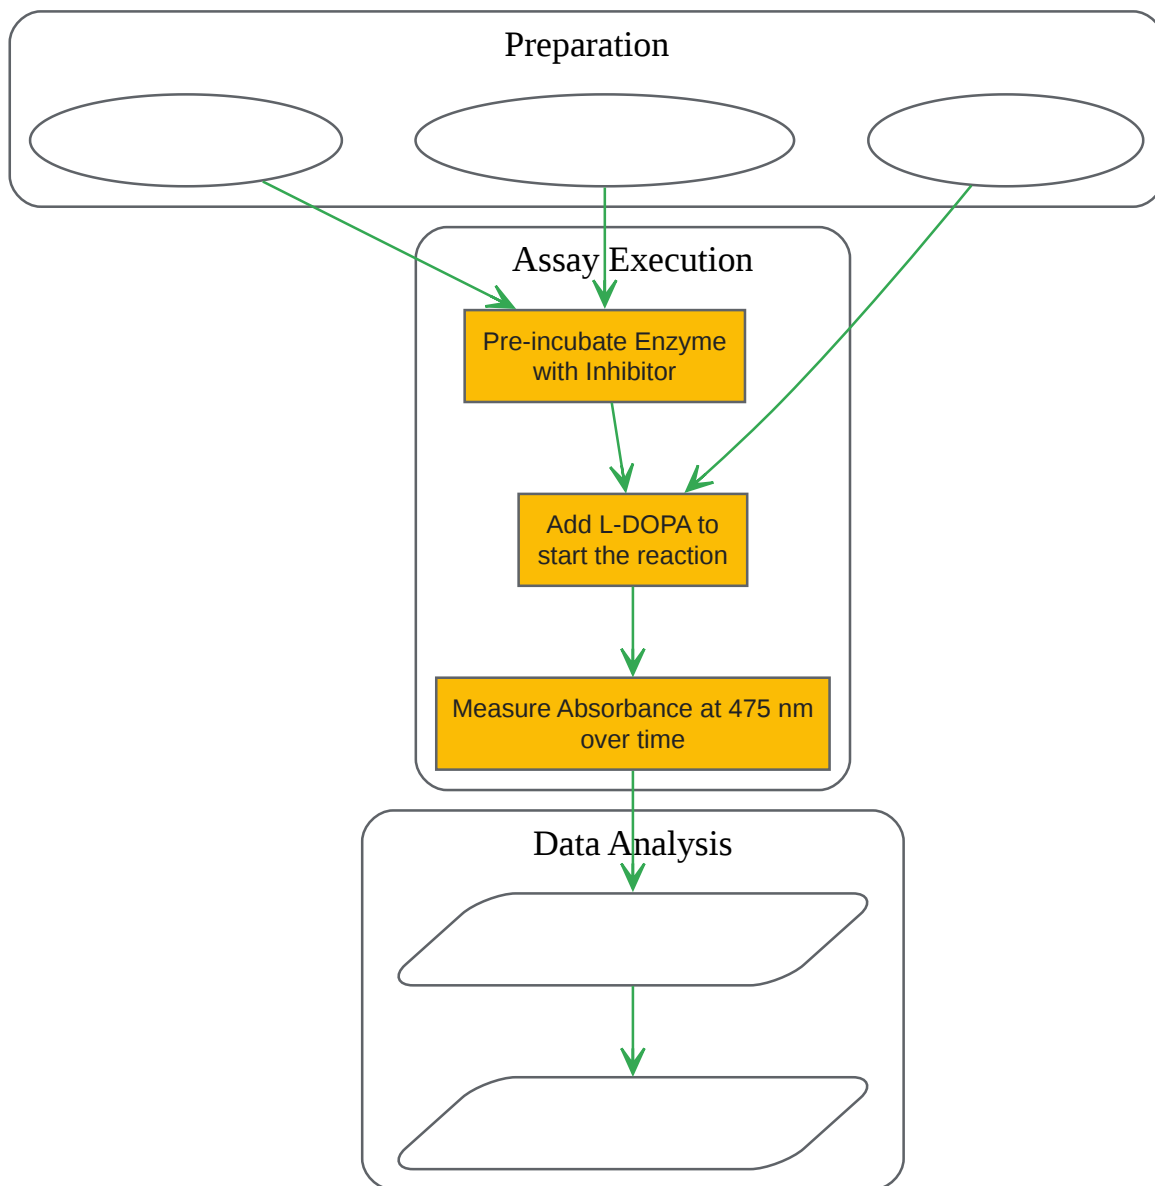 Preparation
Assay Execution
Pre-incubate Enzyme
with Inhibitor
Add L-DOPA to
start the reaction
Measure Absorbance at 475 nm
over time
Data Analysis